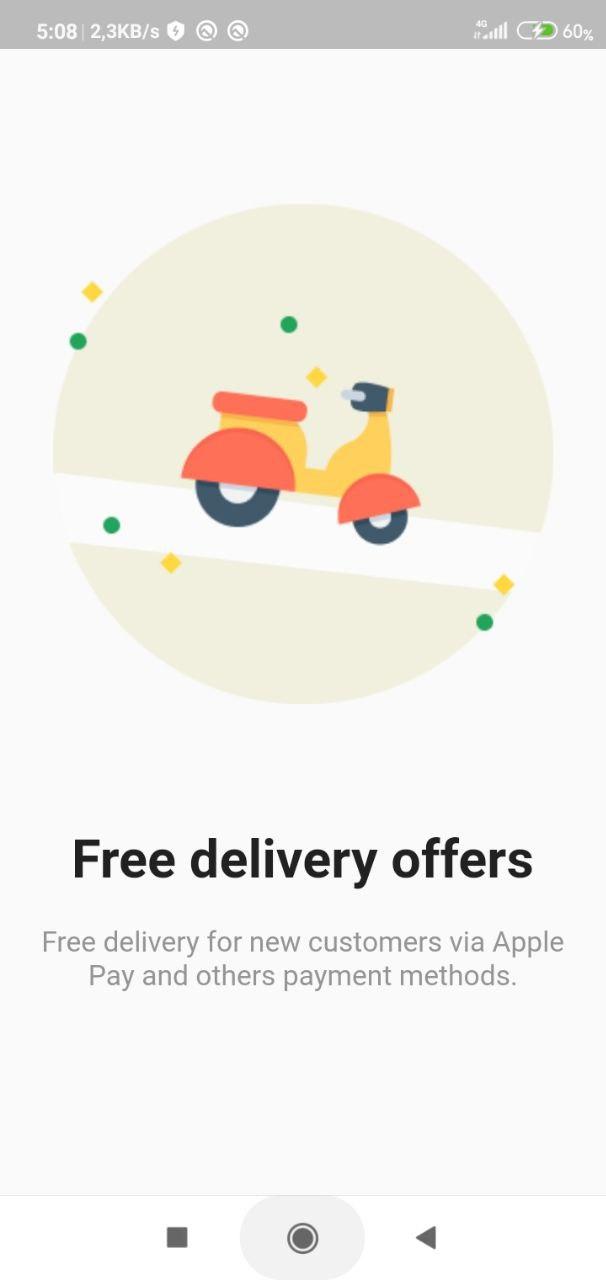 5:08 2,3KB/s 4G 60%
Free delivery offers
Free delivery for new customers via Apple
Pay and others payment methods.